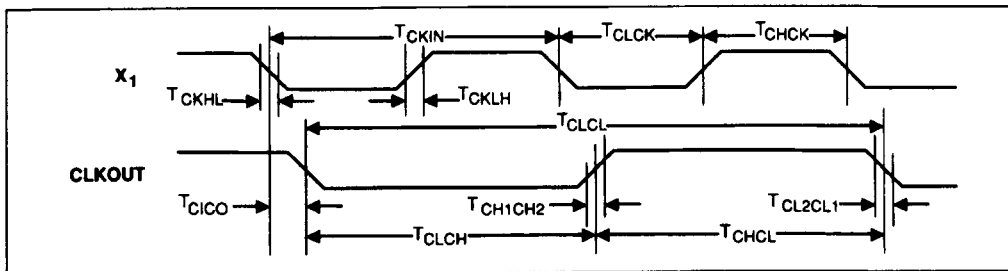 TCKIN
TCLCK
TCHCK
X1
TCKHL
TCKLH
TCLCL
CLKOUT
TCICO
TCH1CH2
TCL2CL1
TCLCH
TCHCL